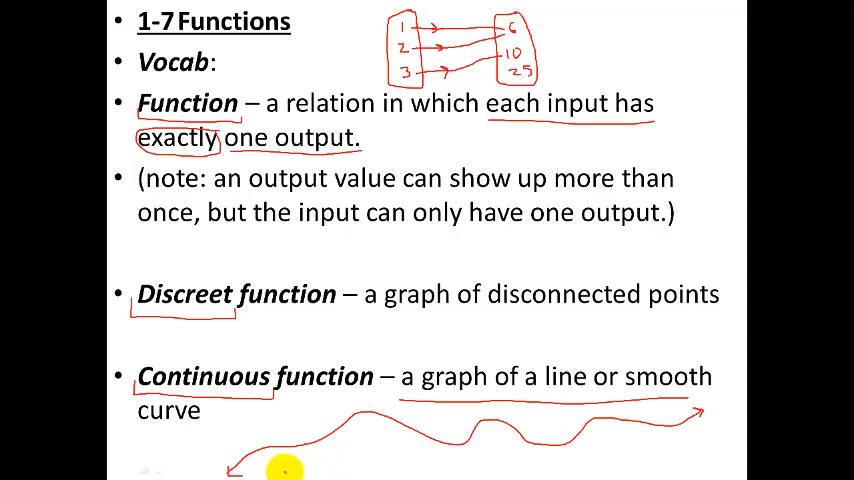 • 1-7 Functions
1 6
2 10
3 25
• Vocab:
• Function – a relation in which each input has
exactly one output.
• (note: an output value can show up more than
once, but the input can only have one output.)
• Discreet function – a graph of disconnected points
• Continuous function – a graph of a line or smooth
curve